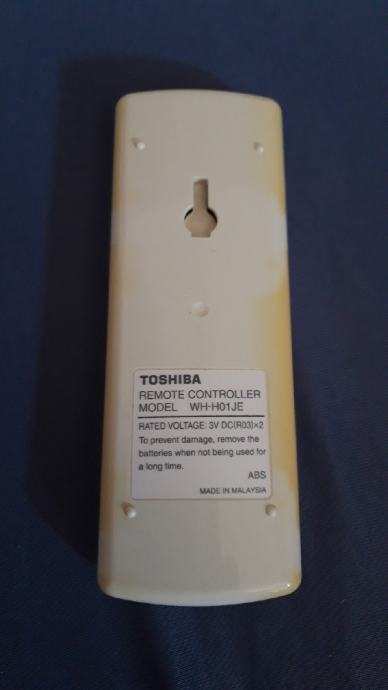 TOSHIBA
REMOTE CONTROLLER
MODEL WH-H01JE
RATED VOLTAGE: 3V DC(R03)×2
To prevent damage, remove the
batteries when not being used for
a long time.
ABS
MADE IN MALAYSIA